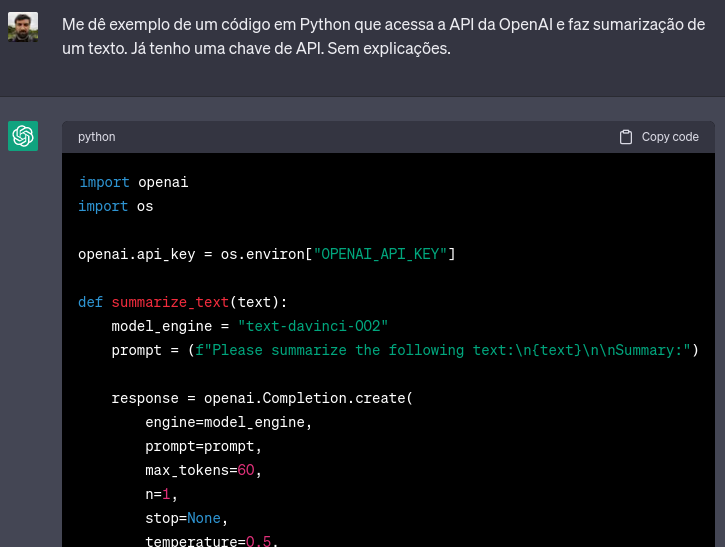 Me dê exemplo de um código em Python que acessa a API da OpenAI e faz sumarização de
um texto. Já tenho uma chave de API. Sem explicações.
python
Copy code
import openai
import os
openai.api_key = os.environ["OPENAI_API_KEY"]
def summarize_text(text):
    model_engine = "text-davinci-002"
    prompt = (f"Please summarize the following text:\n{text}\n\nSummary:")
    response = openai.Completion.create(
        engine=model_engine,
        prompt=prompt,
        max_tokens=60,
        n=1,
        stop=None,
        temperature=0.5,